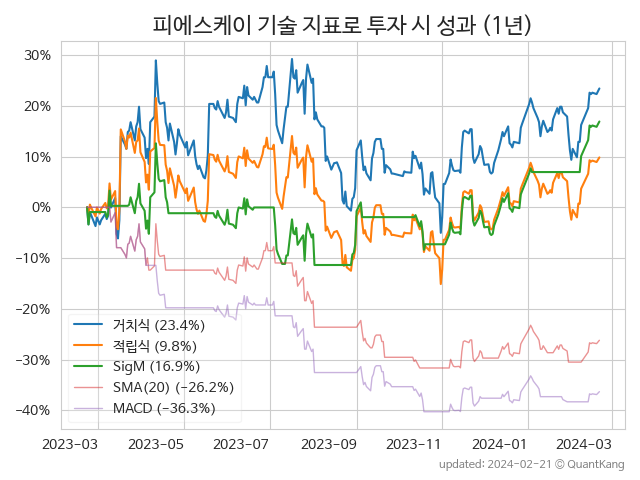 피에스케이 기술 지표로 투자 시 성과 (1년)
30%
20%
10%
0%
−10%
−20%
−30%
−40%
거치식 (23.4%)
적립식 (9.8%)
SigM (16.9%)
SMA(20) (−26.2%)
MACD (−36.3%)
2023-03
2023-05
2023-07
2023-09
2023-11
2024-01
2024-03
updated: 2024-02-21 © QuantKang